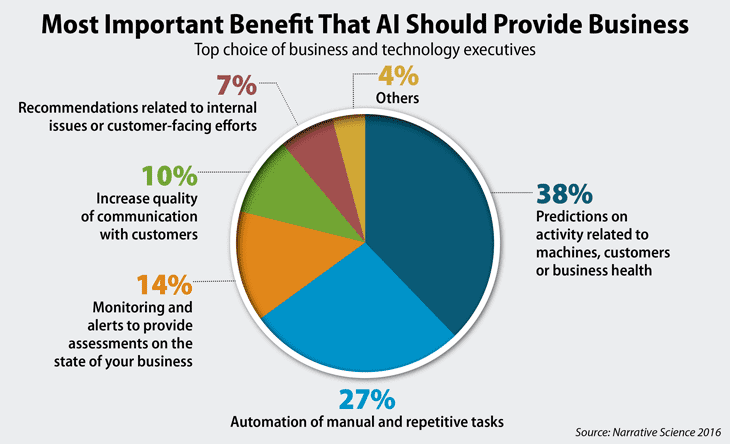 Most Important Benefit That AI Should Provide Business
Top choice of business and technology executives
4%
Others
7%
Recommendations related to internal
issues or customer-facing efforts
10%
Increase quality
of communication
with customers
38%
Predictions on
activity related to
machines, customers
or business health
14%
Monitoring and
alerts to provide
assessments on the
state of your business
27%
Automation of manual and repetitive tasks
Source: Narrative Science 2016